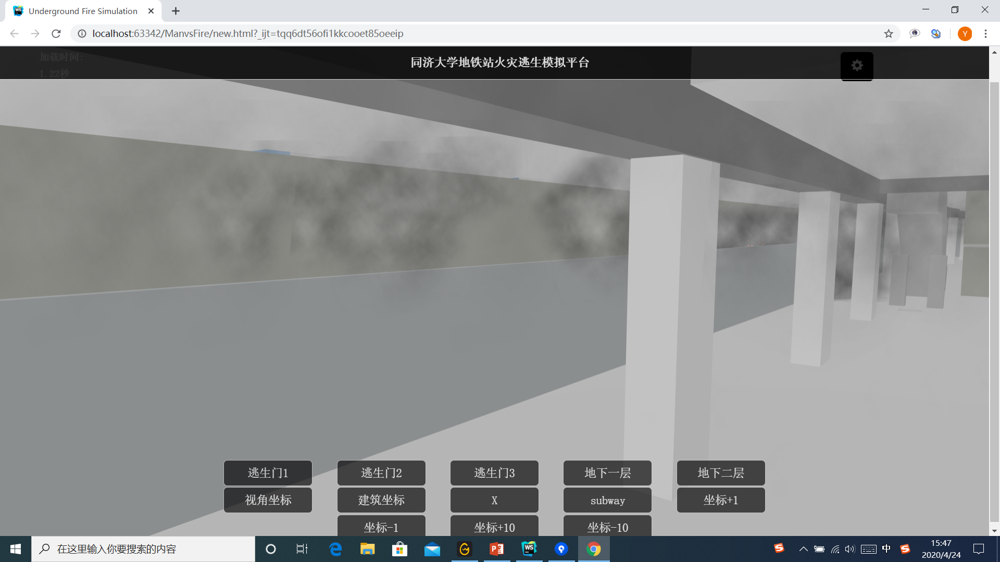 Underground Fire Simulation
localhost:63342/ManvsFire/new.html?_ijt=tqq6dt56ofi1kkcooet85oeeip
Y
加载时间:
1.22秒
同济大学地铁站火灾逃生模拟平台
逃生门1
逃生门2
逃生门3
地下一层
地下二层
视角坐标
建筑坐标
X
subway
坐标+1
坐标-1
坐标+10
坐标-10
在这里输入你要搜索的内容
中
15:47
2020/4/24